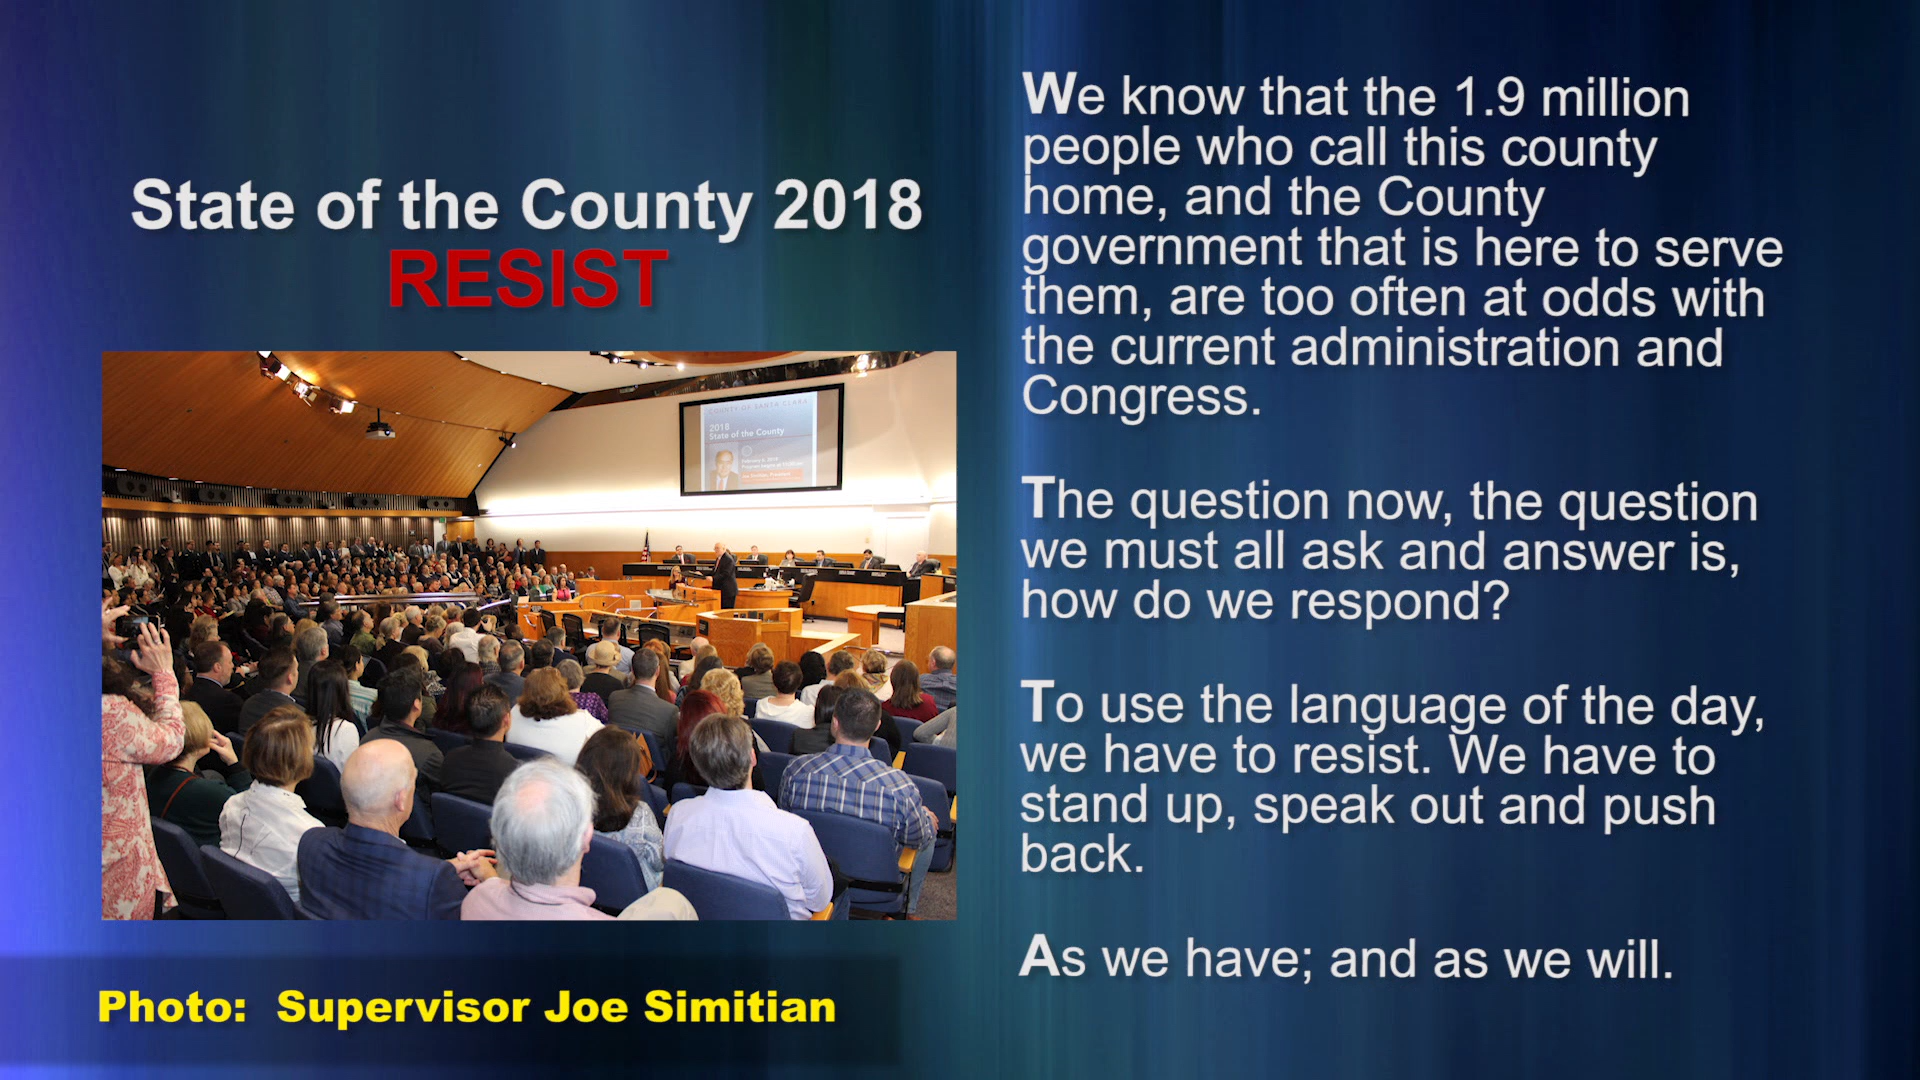 State of the County 2018
RESIST
COUNTY OF SANTA CLARA
2018
State of the County
Photo: Supervisor Joe Simitian
We know that the 1.9 million
people who call this county
home, and the County
government that is here to serve
them, are too often at odds with
the current administration and
Congress.
The question now, the question
we must all ask and answer is,
how do we respond?
To use the language of the day,
we have to resist. We have to
stand up, speak out and push
back.
As we have; and as we will.